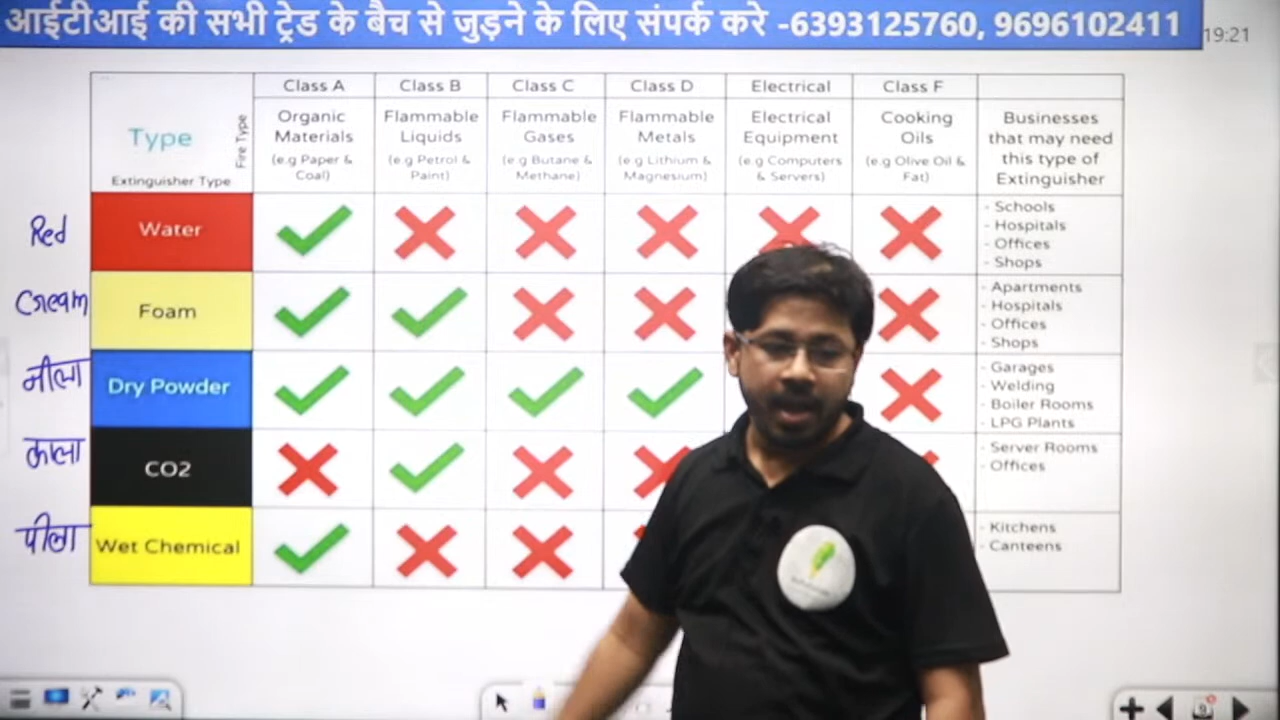 आईटीआई की सभी ट्रेड के बैच से जुड़ने के लिए संपर्क करे -6393125760, 9696102411
19:21
Class A Class B Class C Class D Electrical Class F
Type
Fire Type
Extinguisher Type
Organic Materials (e.g Paper & Coal)
Flammable Liquids (e.g Petrol & Paint)
Flammable Gases (e.g Butane & Methane)
Flammable Metals (e.g Lithium & Magnesium)
Electrical Equipment (e.g Computers & Servers)
Cooking Oils (e.g Olive Oil & Fat)
Businesses that may need this type of Extinguisher
Red
Water
- Schools
- Hospitals
- Offices
- Shops
Cream
Foam
- Apartments
- Hospitals
- Offices
- Shops
नीला
Dry Powder
- Garages
- Welding
- Boiler Rooms
- LPG Plants
काला
CO2
- Server Rooms
- Offices
पीला
Wet Chemical
- Kitchens
- Canteens